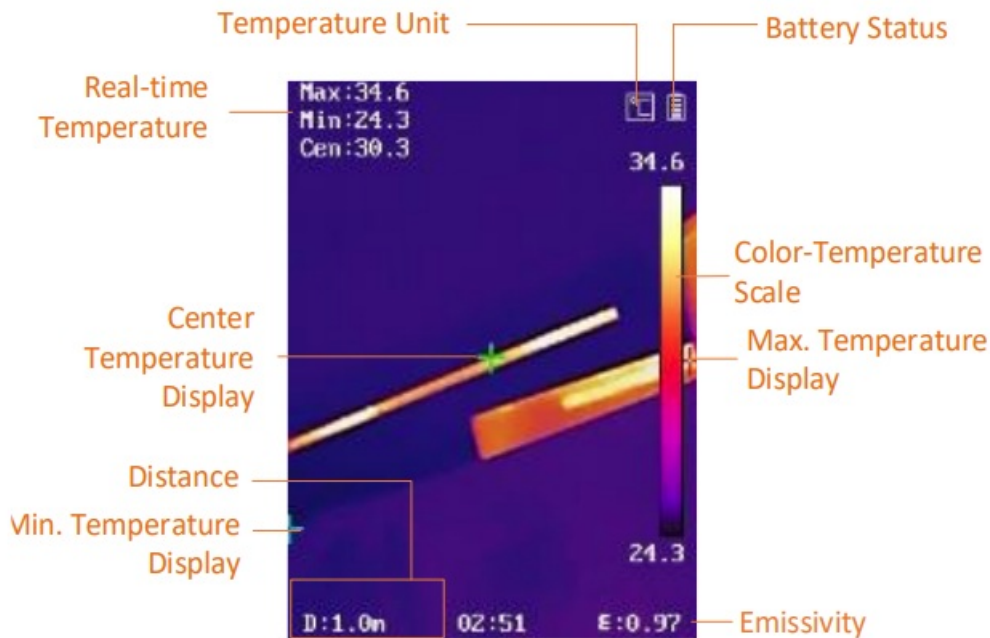 Temperature Unit
Battery Status
Real-time
Temperature
Max:34.6
Min:24.3
Cen:30.3
°C
34.6
Color-Temperature
Scale
Center
Temperature
Display
Max. Temperature
Display
Distance
Min. Temperature
Display
24.3
D:1.0m
02:51
ε:0.97
Emissivity